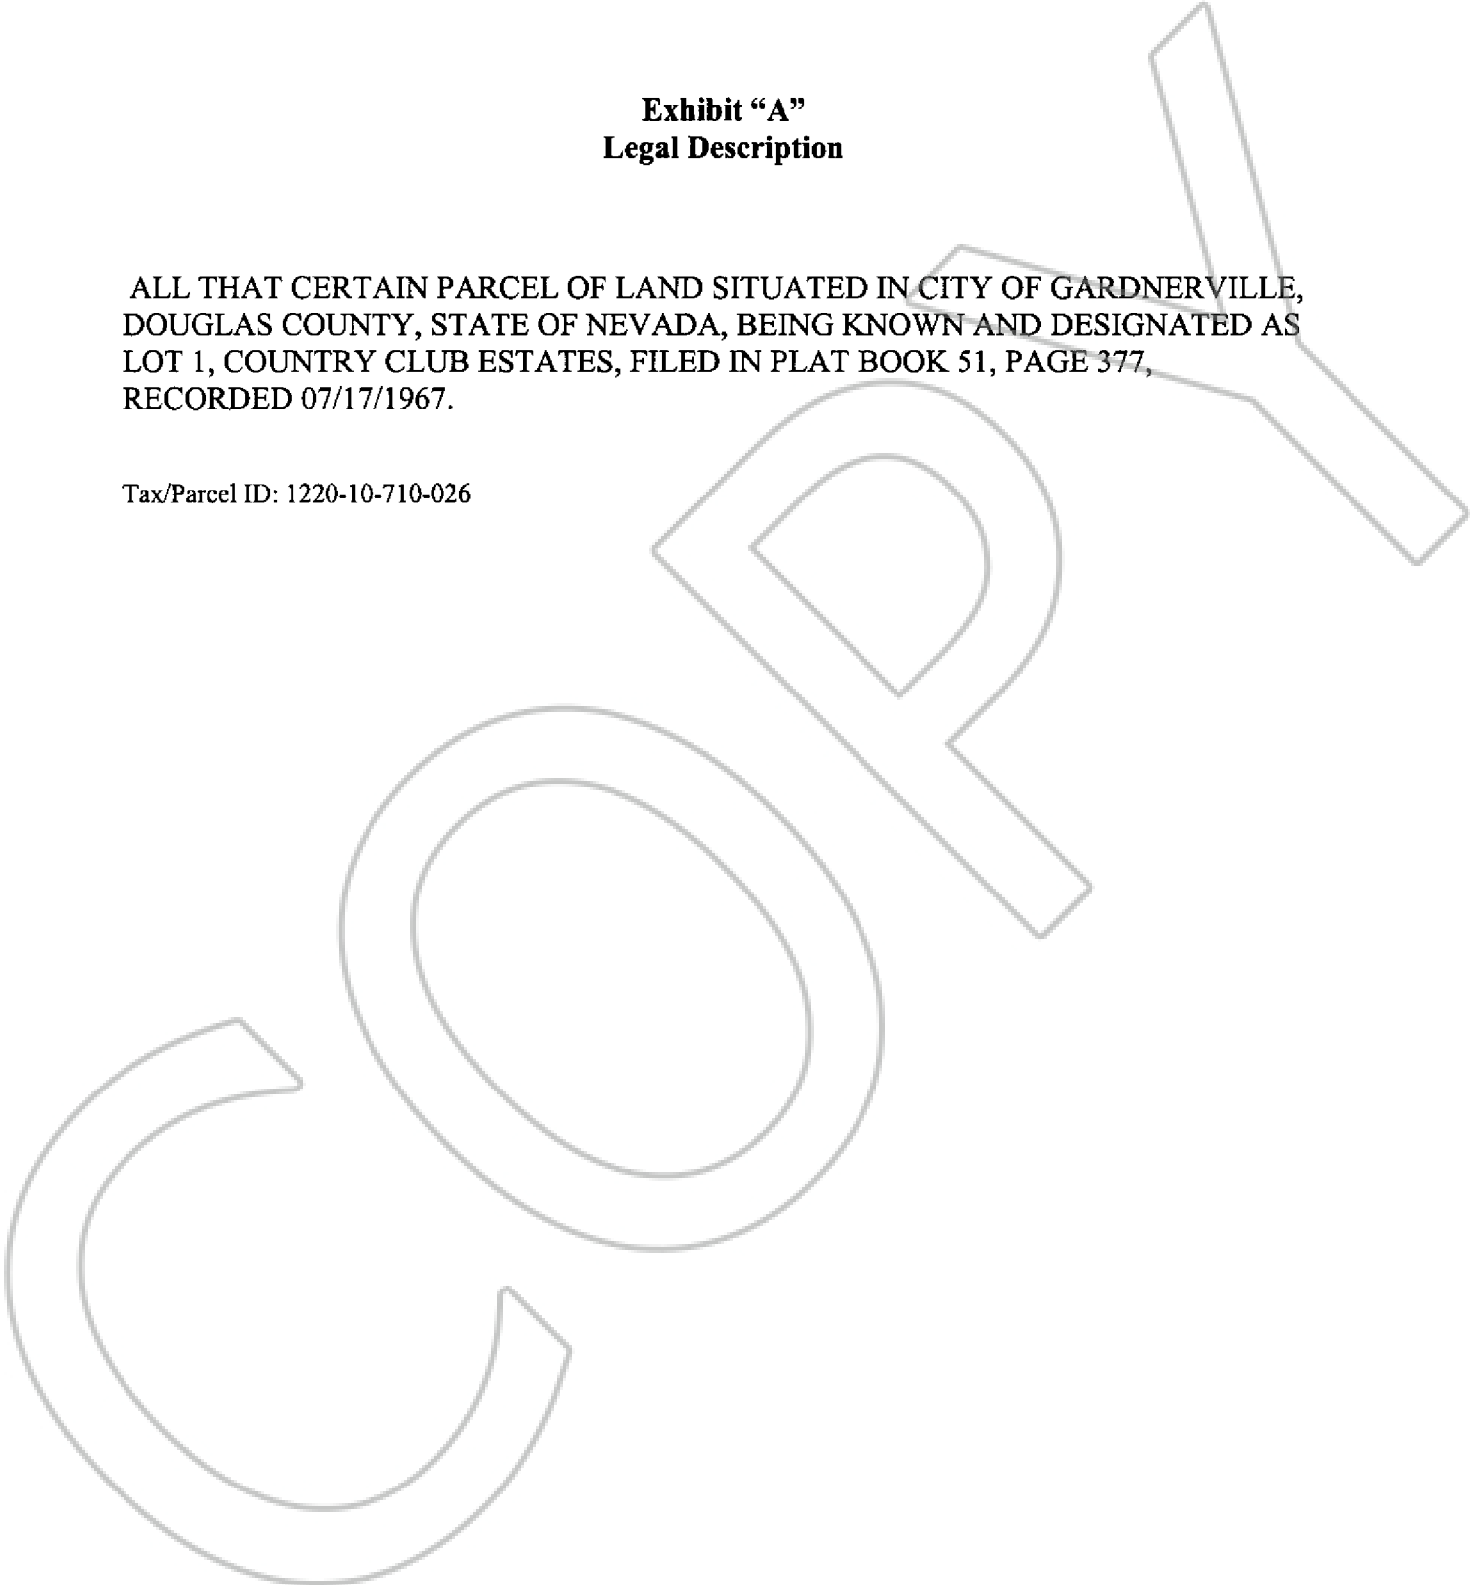 Exhibit “A”
Legal Description
ALL THAT CERTAIN PARCEL OF LAND SITUATED IN CITY OF GARDNERVILLE,
DOUGLAS COUNTY, STATE OF NEVADA, BEING KNOWN AND DESIGNATED AS
LOT 1, COUNTRY CLUB ESTATES, FILED IN PLAT BOOK 51, PAGE 377,
RECORDED 07/17/1967.
Tax/Parcel ID: 1220-10-710-026
COPY